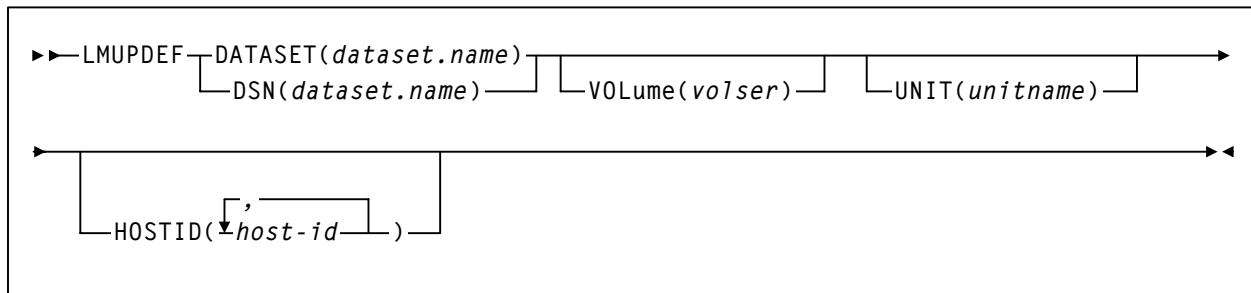 LMUPDEF DATASET(dataset.name)
DSN(dataset.name) VOLume(volser) UNIT(unitname)
,
HOSTID( host-id )